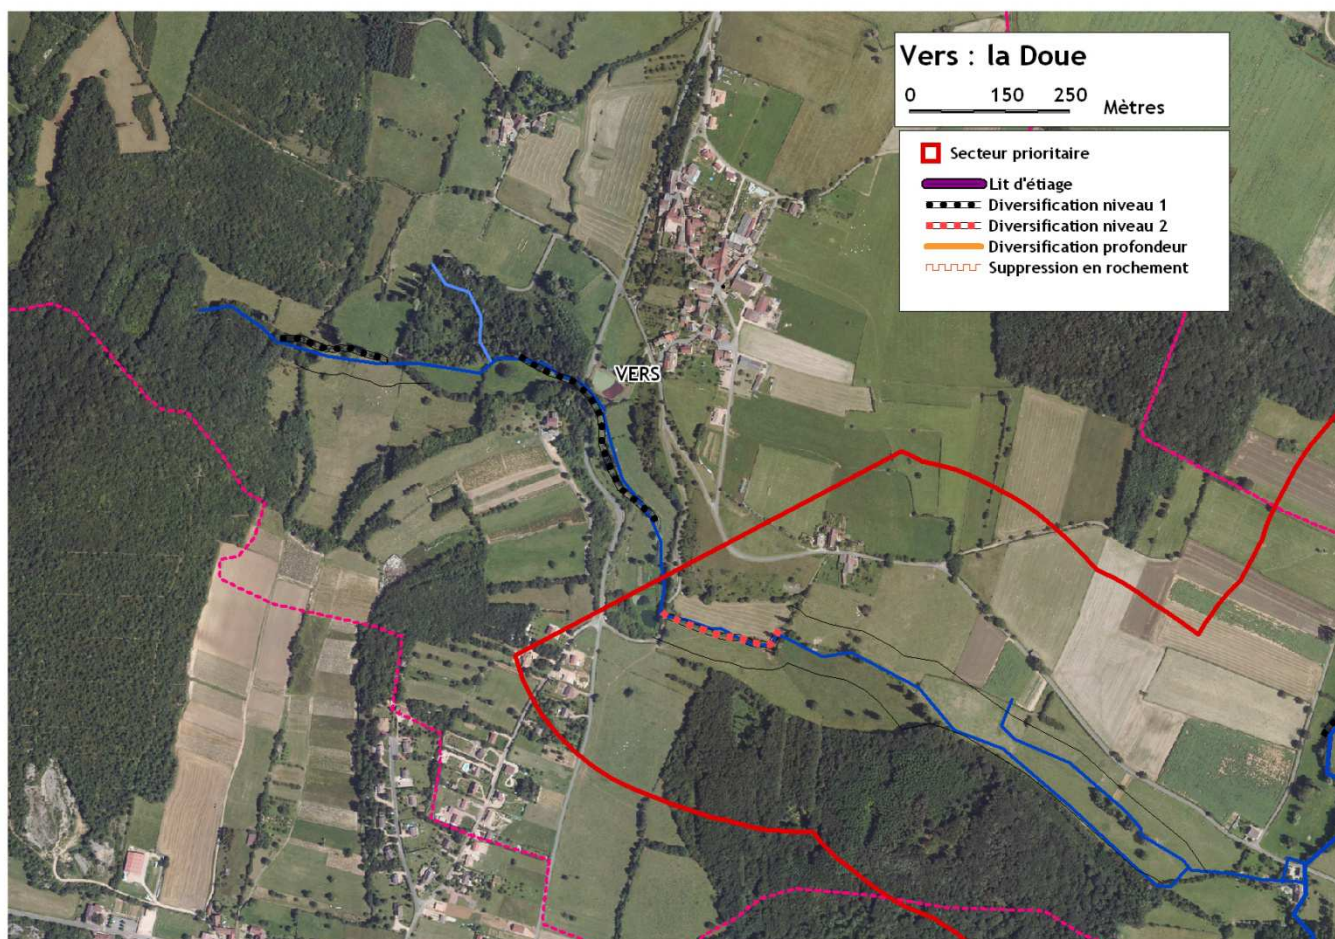 Vers : la Doue
0 150 250 Mètres
Secteur prioritaire
Lit d'étiage
Diversification niveau 1
Diversification niveau 2
Diversification profondeur
Suppression en rochement
VERS